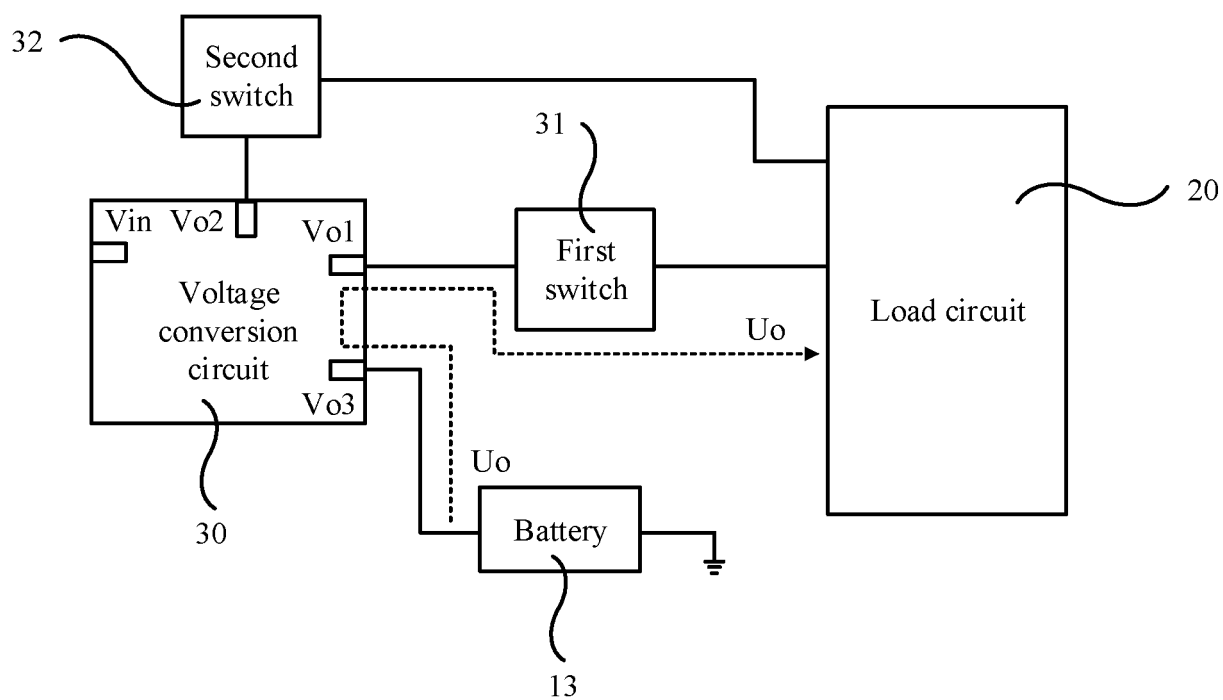 32
Second
switch
31
20
Vin
Vo2
Vo1
First
switch
Voltage
conversion
circuit
Load circuit
Uo
Vo3
Uo
30
Battery
13